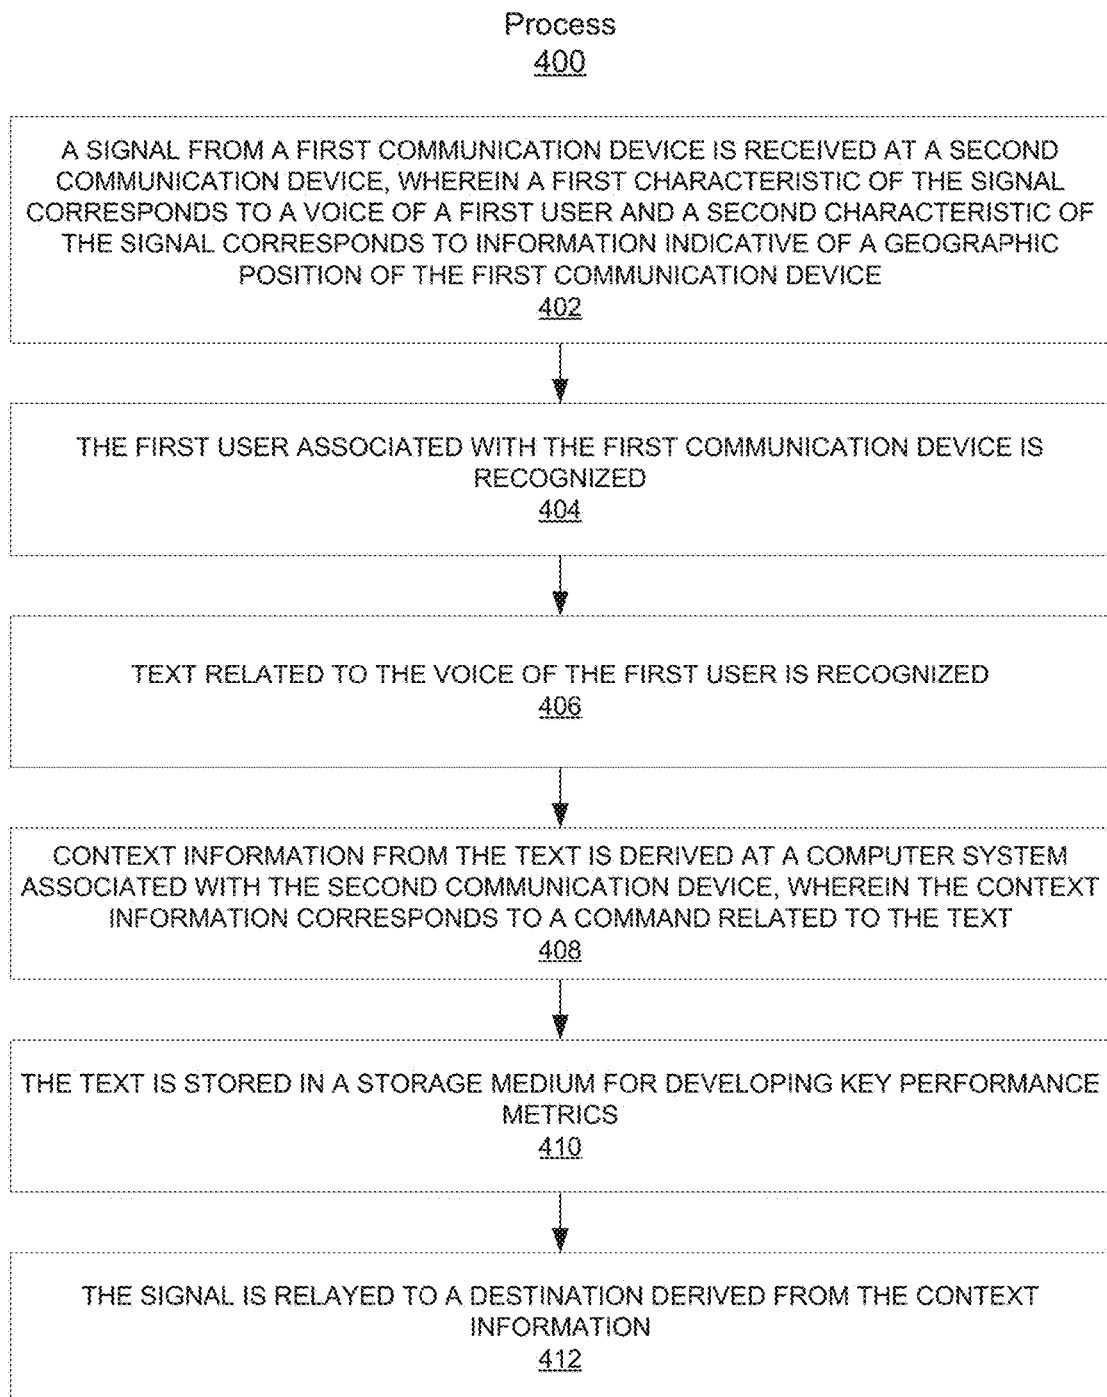 Process
400
A SIGNAL FROM A FIRST COMMUNICATION DEVICE IS RECEIVED AT A SECOND
COMMUNICATION DEVICE, WHEREIN A FIRST CHARACTERISTIC OF THE SIGNAL
CORRESPONDS TO A VOICE OF A FIRST USER AND A SECOND CHARACTERISTIC OF
THE SIGNAL CORRESPONDS TO INFORMATION INDICATIVE OF A GEOGRAPHIC
POSITION OF THE FIRST COMMUNICATION DEVICE
402
THE FIRST USER ASSOCIATED WITH THE FIRST COMMUNICATION DEVICE IS
RECOGNIZED
404
TEXT RELATED TO THE VOICE OF THE FIRST USER IS RECOGNIZED
406
CONTEXT INFORMATION FROM THE TEXT IS DERIVED AT A COMPUTER SYSTEM
ASSOCIATED WITH THE SECOND COMMUNICATION DEVICE, WHEREIN THE CONTEXT
INFORMATION CORRESPONDS TO A COMMAND RELATED TO THE TEXT
408
THE TEXT IS STORED IN A STORAGE MEDIUM FOR DEVELOPING KEY PERFORMANCE
METRICS
410
THE SIGNAL IS RELAYED TO A DESTINATION DERIVED FROM THE CONTEXT
INFORMATION
412